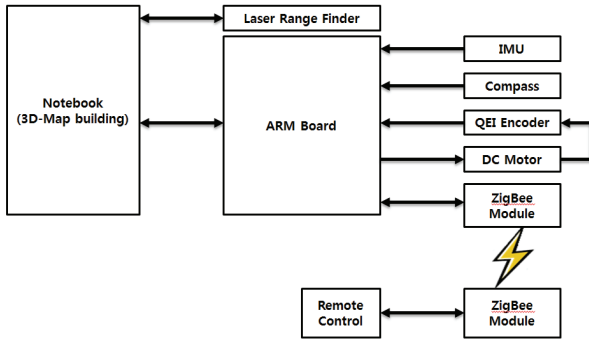 Laser Range Finder
Notebook
(3D-Map building)
ARM Board
IMU
Compass
QEI Encoder
DC Motor
ZigBee
Module
Remote
Control
ZigBee
Module